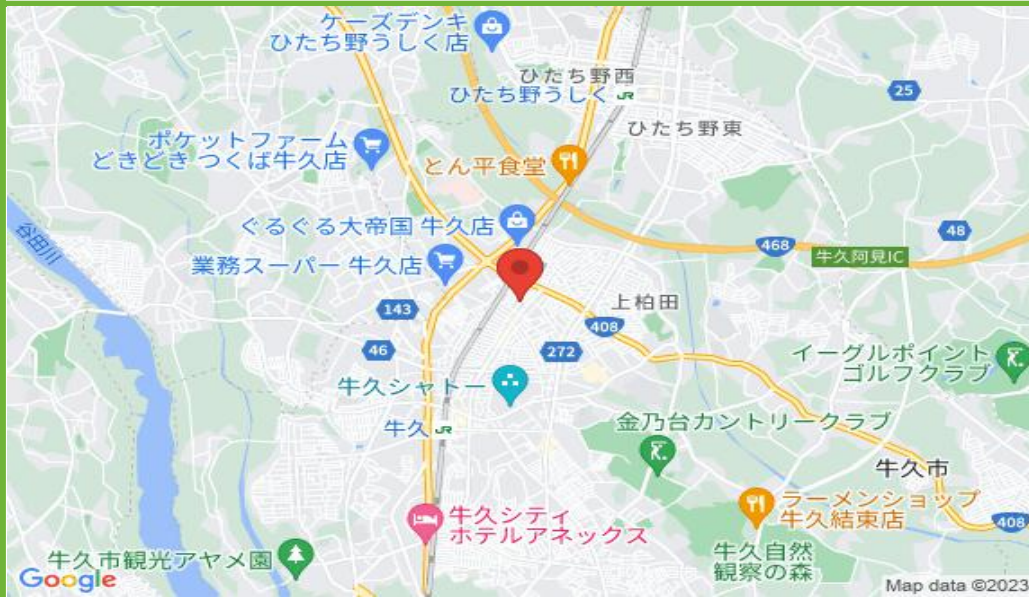 ケーズデンキ
ひたち野うしく店
ひたち野西
ひたち野うしく JR
25
ひたち野東
ポケットファーム
どきどき つくば牛久店
とん平食堂
谷田川
ぐるぐる大帝国 牛久店
48
468
牛久阿見IC
業務スーパー 牛久店
143
上柏田
408
46
272
イーグルポイント
ゴルフクラブ
牛久シャトー
金乃台カントリークラブ
牛久 JR
牛久市
ラーメンショップ
牛久結束店
牛久シティ
ホテルアネックス
408
牛久自然
観察の森
牛久市観光アヤメ園
Google
Map data ©2023